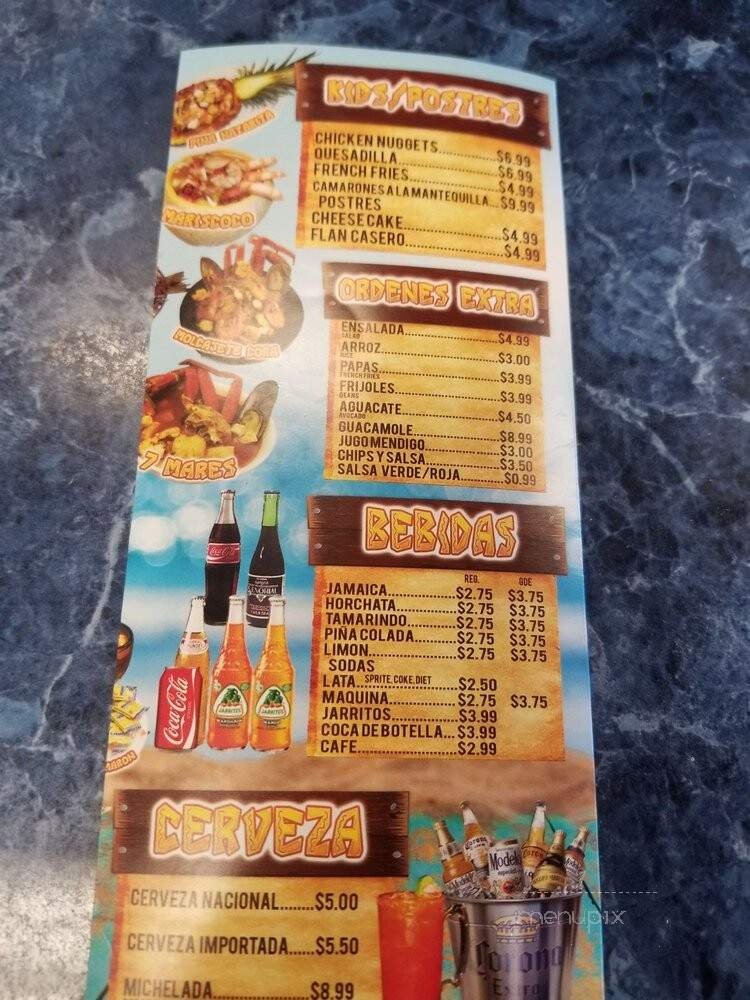 KIDS/POSTRES
CHICKEN NUGGETS...............$6.99
QUESADILLA...............$6.99
FRENCH FRIES...............$4.99
CAMARONES A LA MANTEQUILLA...$9.99
POSTRES
CHEESE CAKE...............$4.99
FLAN CASERO...............$4.99
PIÑA NAYARITA
MARISCOCO
MOLCAJETE CORA
7 MARES
ORDENES EXTRA
ENSALADA...............$4.99
SALAD
ARROZ...............$3.00
RICE
PAPAS...............$3.99
FRENCH FRIES
FRIJOLES...............$3.99
BEANS
AGUACATE...............$4.50
AVOCADO
GUACAMOLE...............$8.99
JUGO MENDIGO...............$3.00
CHIPS Y SALSA...............$3.50
SALSA VERDE/ROJA...............$0.99
BEBIDAS
REG. GDE
JAMAICA...............$2.75 $3.75
HORCHATA...............$2.75 $3.75
TAMARINDO...............$2.75 $3.75
PIÑA COLADA...............$2.75 $3.75
LIMON...............$2.75 $3.75
SODAS
LATA...SPRITE, COKE, DIET $2.50
MAQUINA...............$2.75 $3.75
JARRITOS...............$3.99
COCA DE BOTELLA...$3.99
CAFE...............$2.99
Coca-Cola
SEÑORIAL
Coca-Cola
JARRITOS
JARRITOS
CERVEZA
CERVEZA NACIONAL........$5.00
CERVEZA IMPORTADA......$5.50
MICHELADA...............$8.99
Modelo
especial
Corona
Extra
menupix